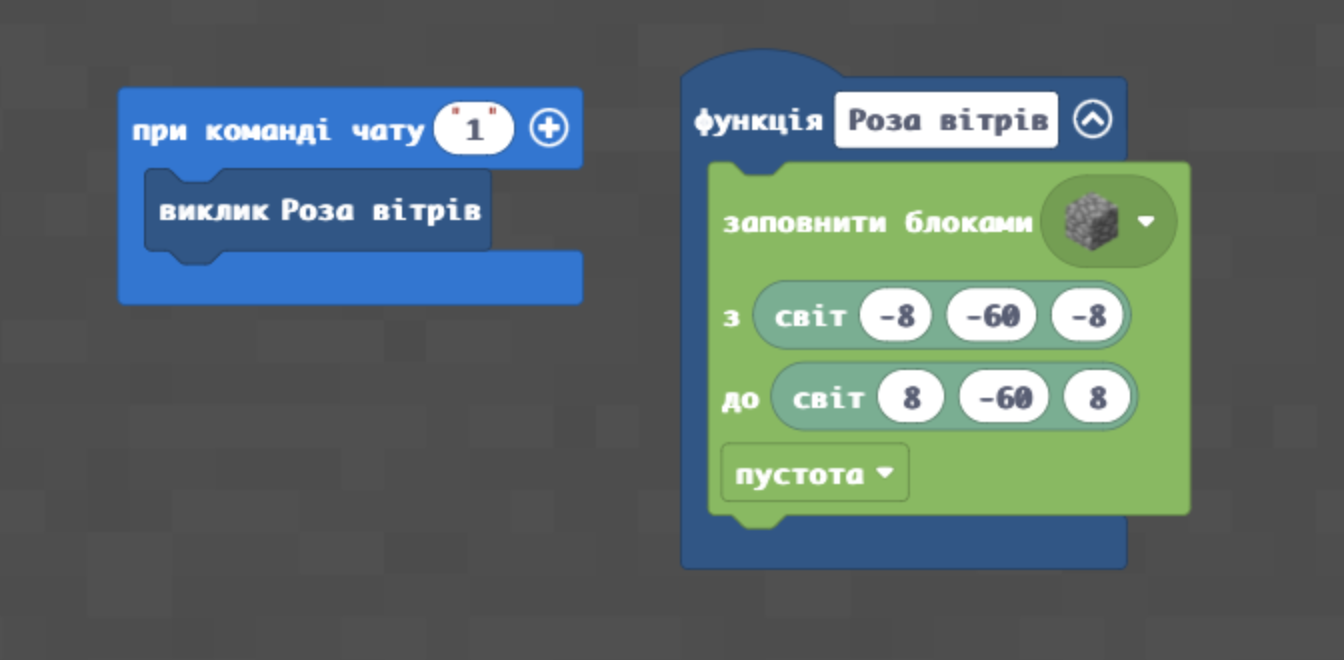 при команді чату "1"
виклик Роза вітрів
функція Роза вітрів
заповнити блоками
з світ -8 -60 -8
до світ 8 -60 8
пустота